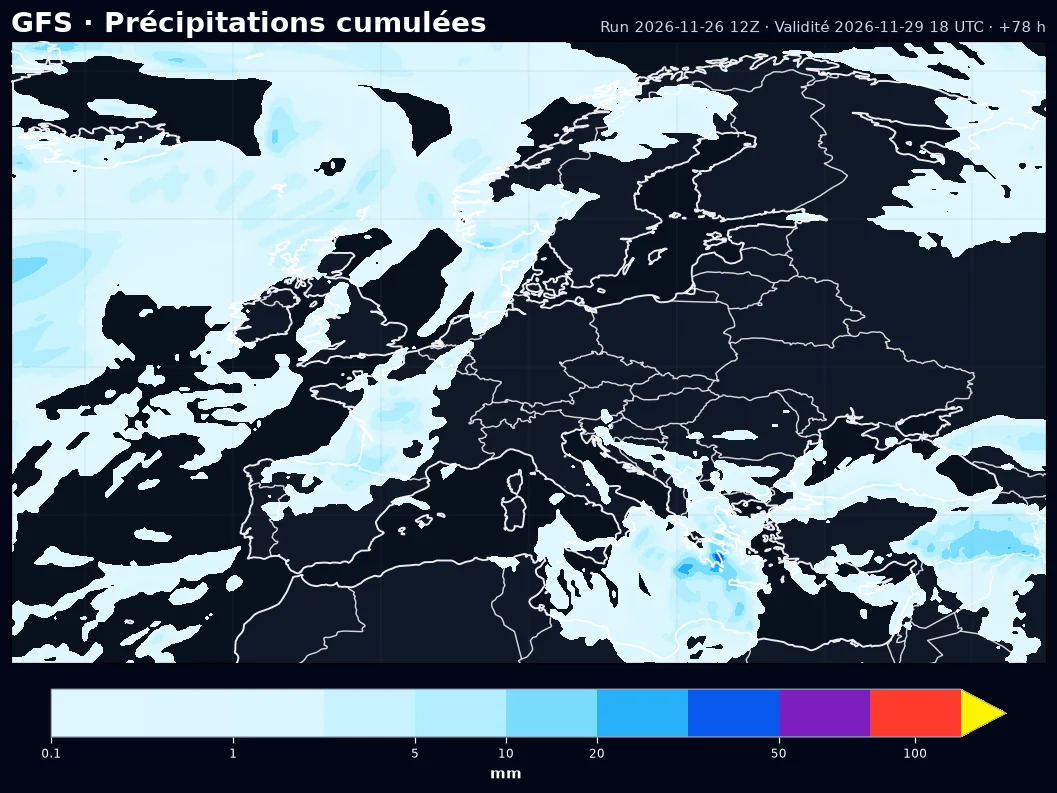 GFS · Précipitations cumulées
Run 2026-11-26 12Z · Validité 2026-11-29 18 UTC · +78 h
0.1 1 5 10 20 50 100
mm